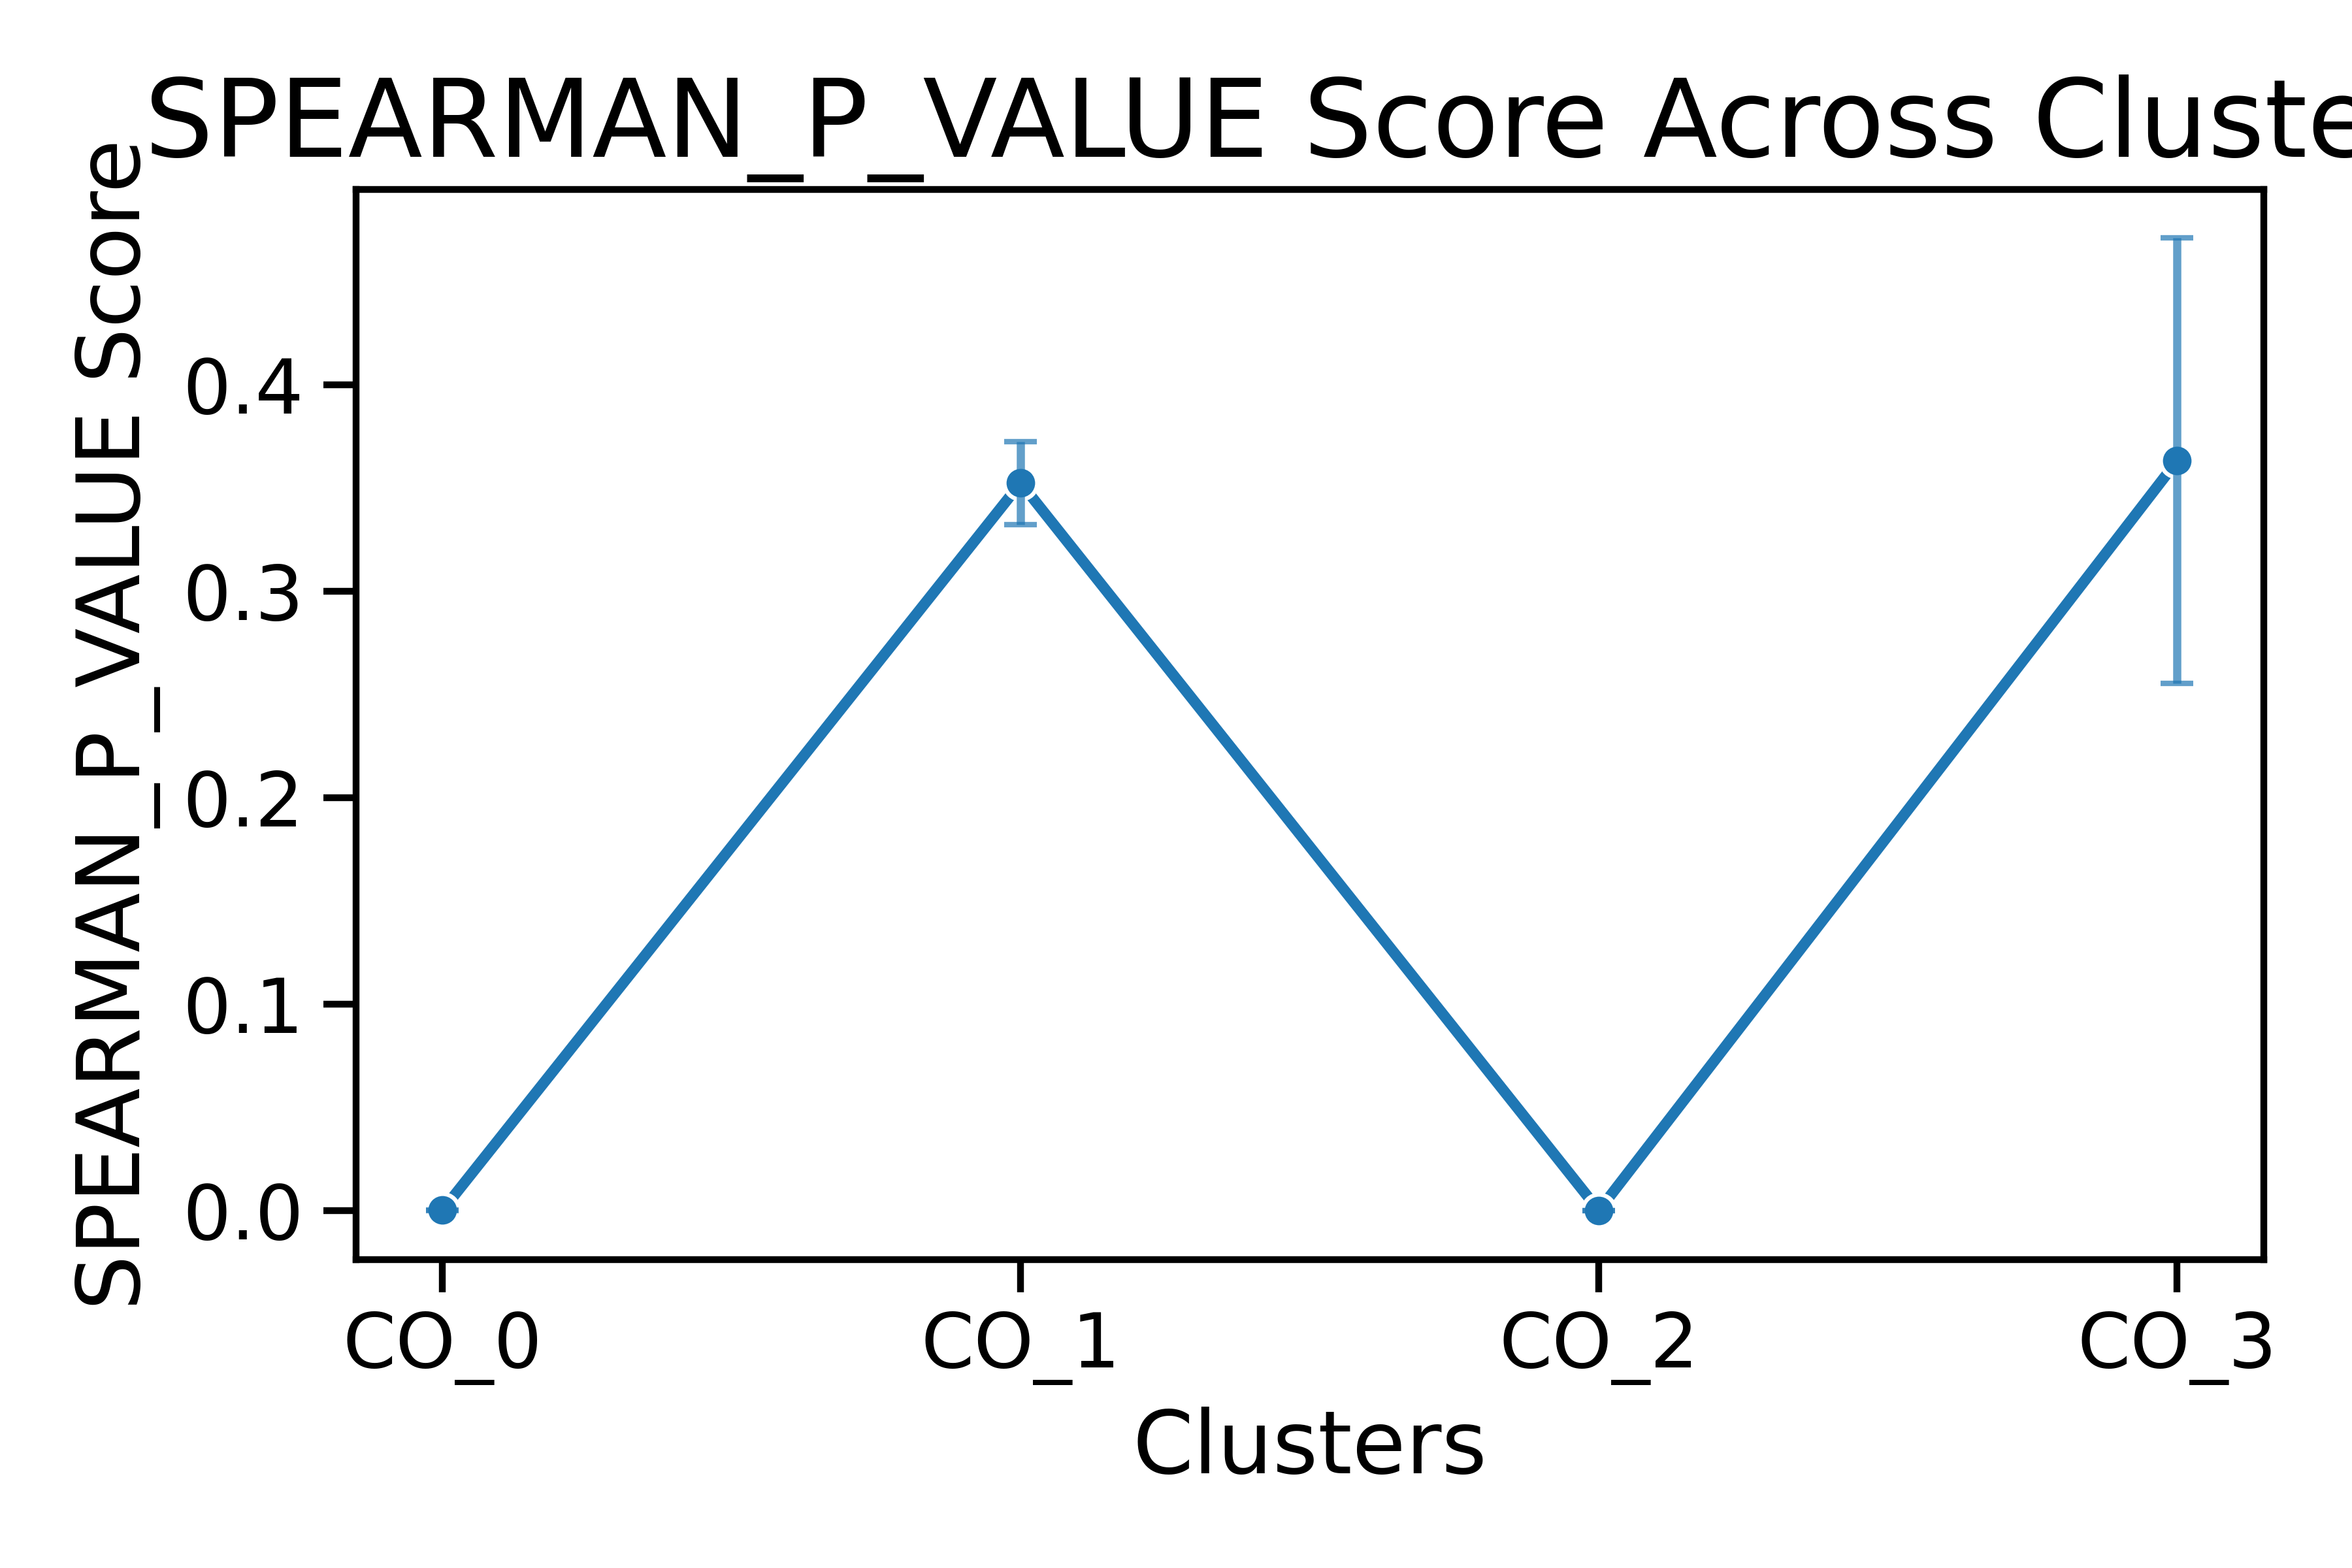 SPEARMAN_P_VALUE Score Across Cluste
SPEARMAN_P_VALUE Score
0.4
0.3
0.2
0.1
0.0
CO_0 CO_1 CO_2 CO_3
Clusters